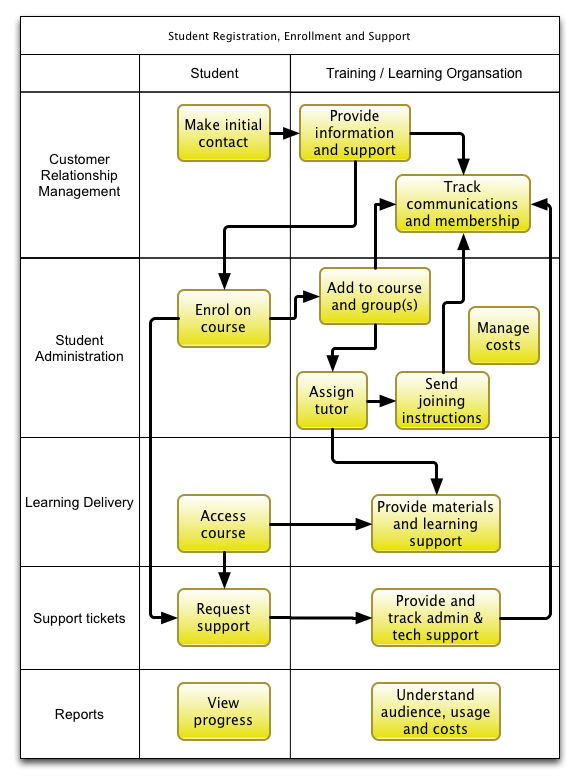 Student Registration, Enrollment and Support
Student
Training / Learning Organsation
Customer
Relationship
Management
Make initial
contact
Provide
information
and support
Track
communications
and membership
Student
Administration
Enrol on
course
Add to course
and group(s)
Manage
costs
Assign
tutor
Send
joining
instructions
Learning Delivery
Access
course
Provide materials
and learning
support
Support tickets
Request
support
Provide and
track admin &
tech support
Reports
View
progress
Understand
audience, usage
and costs